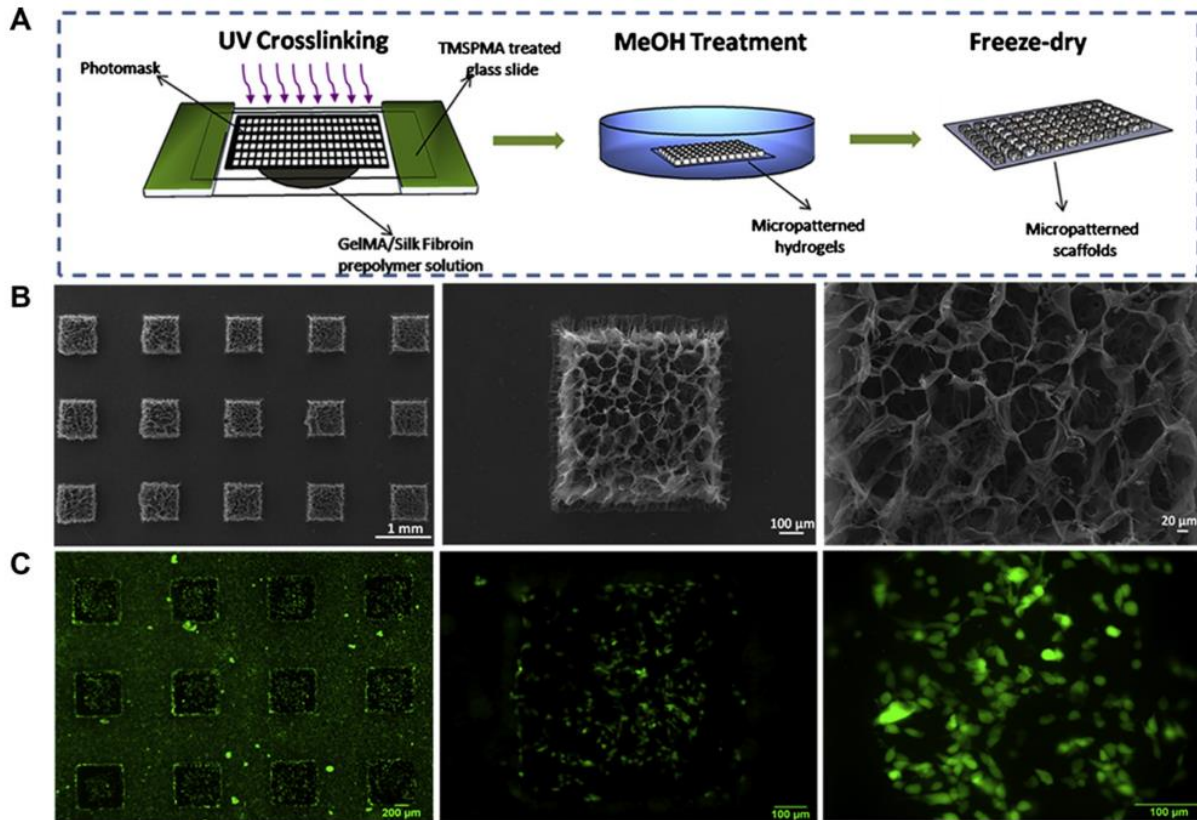 A
UV Crosslinking
MeOH Treatment
Freeze-dry
Photomask
TMSPMA treated
glass slide
GelMA/Silk Fibroin
prepolymer solution
Micropatterned
hydrogels
Micropatterned
scaffolds
B
1 mm
100 µm
20 µm
C
200 µm
100 µm
100 µm